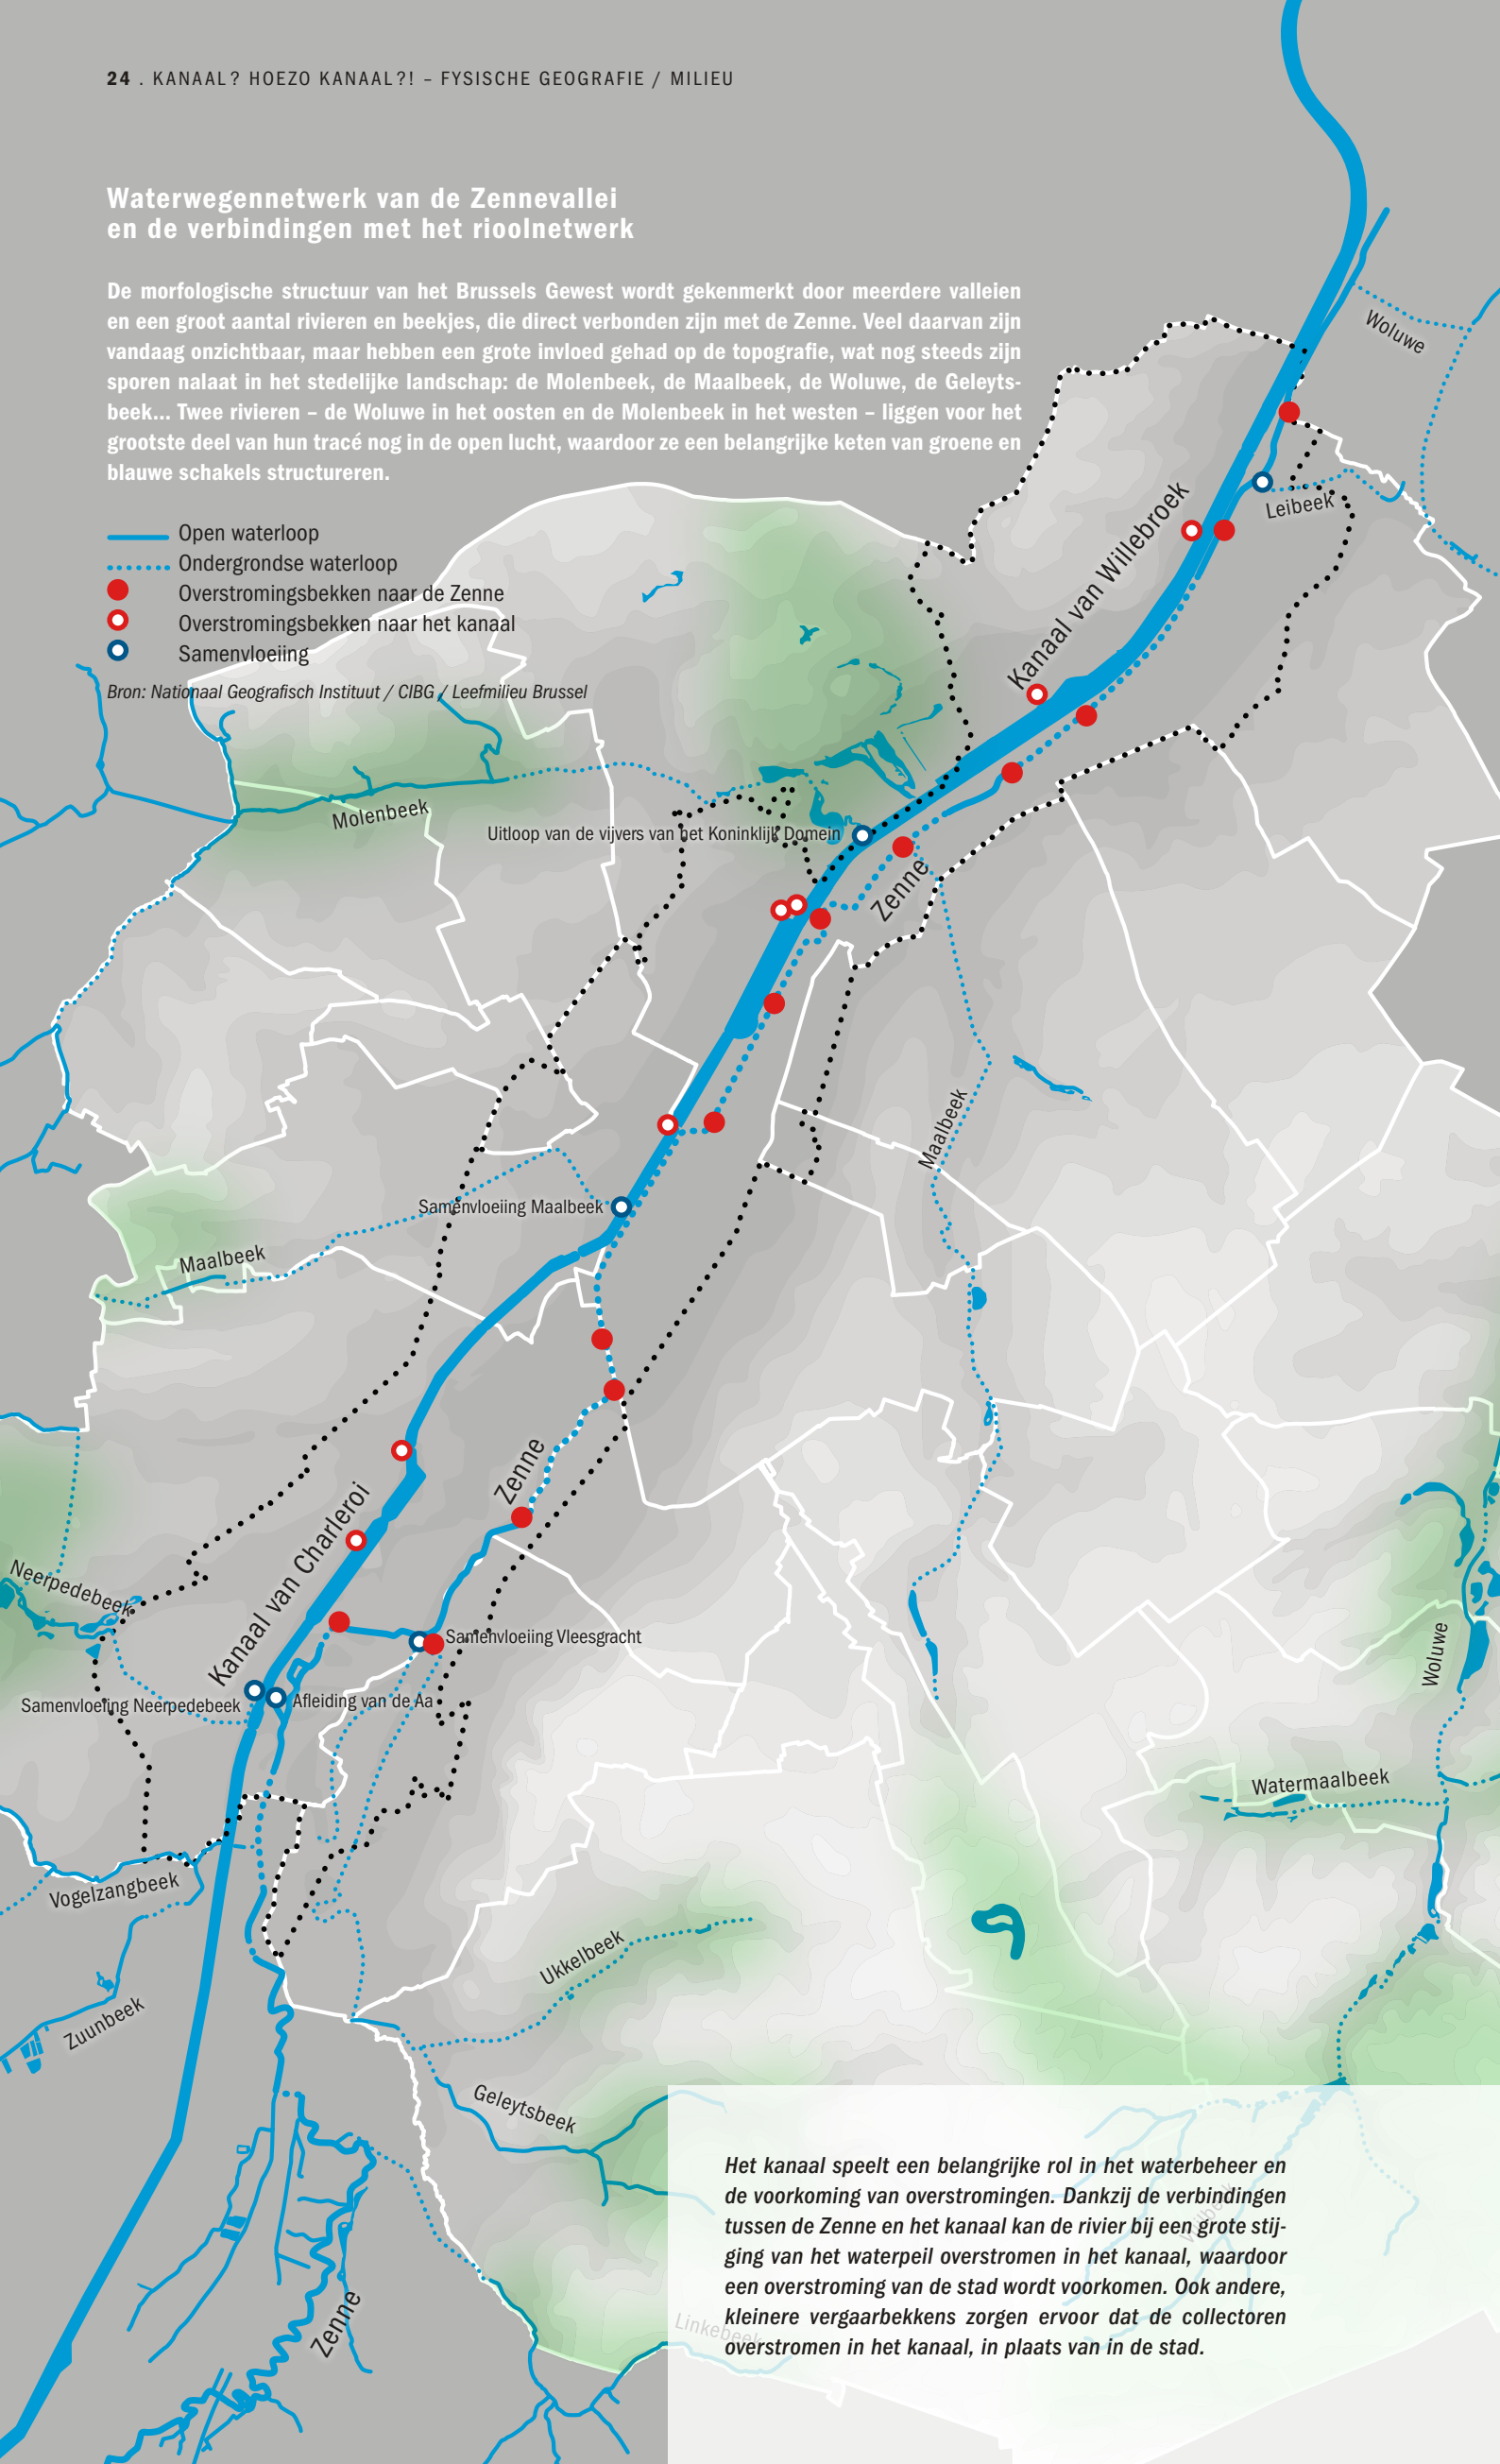 24 . KANAAL? HOEZO KANAAL?! – FYSISCHE GEOGRAFIE / MILIEU
Waterwegennetwerk van de Zennevallei
en de verbindingen met het rioolnetwerk
De morfologische structuur van het Brussels Gewest wordt gekenmerkt door meerdere valleien
en een groot aantal rivieren en beekjes, die direct verbonden zijn met de Zenne. Veel daarvan zijn
vandaag onzichtbaar, maar hebben een grote invloed gehad op de topografie, wat nog steeds zijn
sporen nalaat in het stedelijke landschap: de Molenbeek, de Maalbeek, de Woluwe, de Geleyts-
beek... Twee rivieren – de Woluwe in het oosten en de Molenbeek in het westen – liggen voor het
grootste deel van hun tracé nog in de open lucht, waardoor ze een belangrijke keten van groene en
blauwe schakels structureren.
Open waterloop
Ondergrondse waterloop
Overstromingsbekken naar de Zenne
Overstromingsbekken naar het kanaal
Samenvloeiing
Bron: Nationaal Geografisch Instituut / CIBG / Leefmilieu Brussel
Woluwe
Leibeek
Kanaal van Willebroek
Molenbeek
Uitloop van de vijvers van het Koninklijk Domein
Zenne
Maalbeek
Samenvloeiing Maalbeek
Maalbeek
Zenne
Kanaal van Charleroi
Neerpedebeek
Samenvloeiing Vleesgracht
Woluwe
Samenvloeiing Neerpedebeek
Afleiding van de Aa
Watermaalbeek
Vogelzangbeek
Ukkelbeek
Zuunbeek
Geleytsbeek
Zenne
Linkebeek
Het kanaal speelt een belangrijke rol in het waterbeheer en
de voorkoming van overstromingen. Dankzij de verbindingen
tussen de Zenne en het kanaal kan de rivier bij een grote stij-
ging van het waterpeil overstromen in het kanaal, waardoor
een overstroming van de stad wordt voorkomen. Ook andere,
kleinere vergaarbekkens zorgen ervoor dat de collectoren
overstromen in het kanaal, in plaats van in de stad.